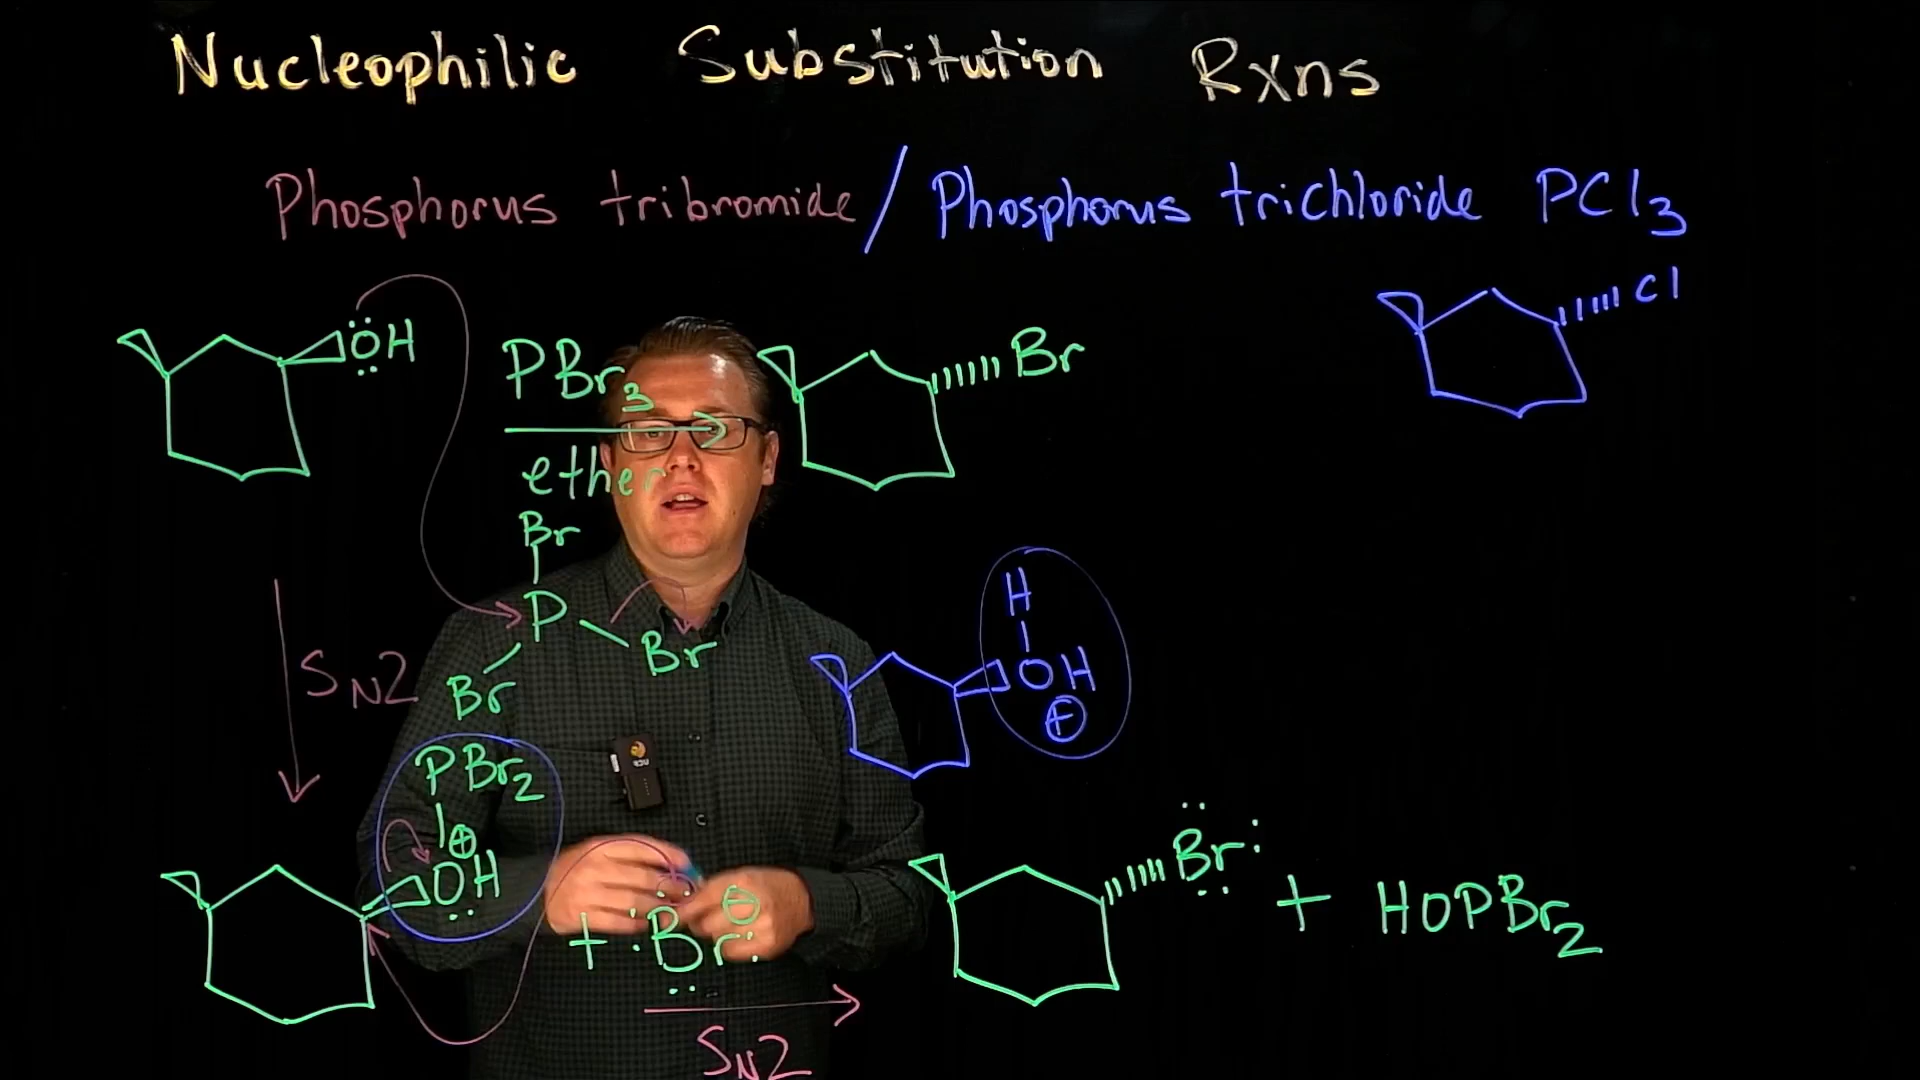 Nucleophilic Substitution Rxns
Phosphorus tribromide / Phosphorus trichloride PCl3
Cl
ÖH
PBr3
Br
ether
Br
P
Br
Br
H
OH
⊕
SN2
PBr2
⊕
OH
+ :Br: ⊖
Br: + HOPBr2
SN2